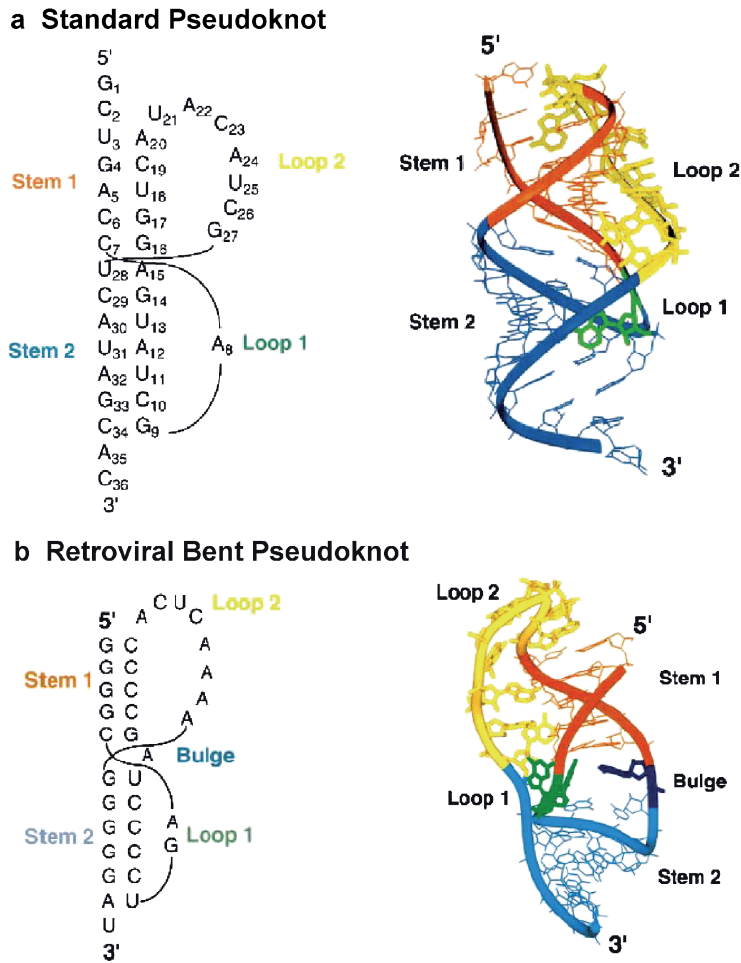 a Standard Pseudoknot
5'
G1
C2
U3
G4
A5
C6
C7
U28
C29
A30
U31
A32
G33
C34
A35
C36
3'
A20
C19
U18
G17
G16
A15
G14
U13
A12
U11
C10
G9
U21
A22
C23
A24
U25
C26
G27
A8
Stem 1
Loop 2
Stem 2
Loop 1
5'
Stem 1
Loop 2
Loop 1
Stem 2
3'
b Retroviral Bent Pseudoknot
5'
G
G
G
G
G
C
G
G
G
G
G
A
U
3'
C
C
C
C
G
A
U
C
C
C
C
U
A
C
U
C
A
A
A
A
A
G
Loop 2
Stem 1
Bulge
Stem 2
Loop 1
Loop 2
5'
Stem 1
Loop 1
Bulge
Stem 2
3'